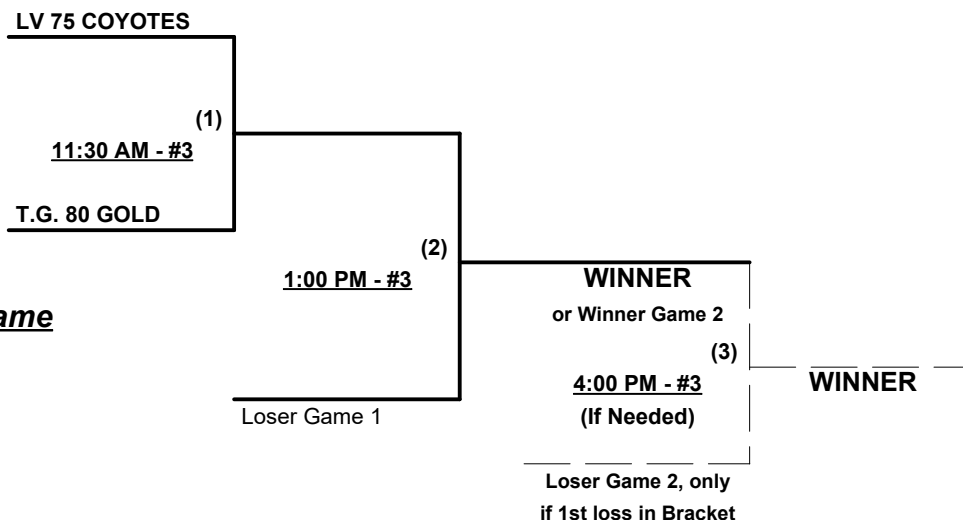 LV 75 COYOTES
(1)
11:30 AM - #3
T.G. 80 GOLD
(2)
1:00 PM - #3
WINNER
or Winner Game 2
ame
(3)
4:00 PM - #3
WINNER
Loser Game 1
(If Needed)
Loser Game 2, only
if 1st loss in Bracket